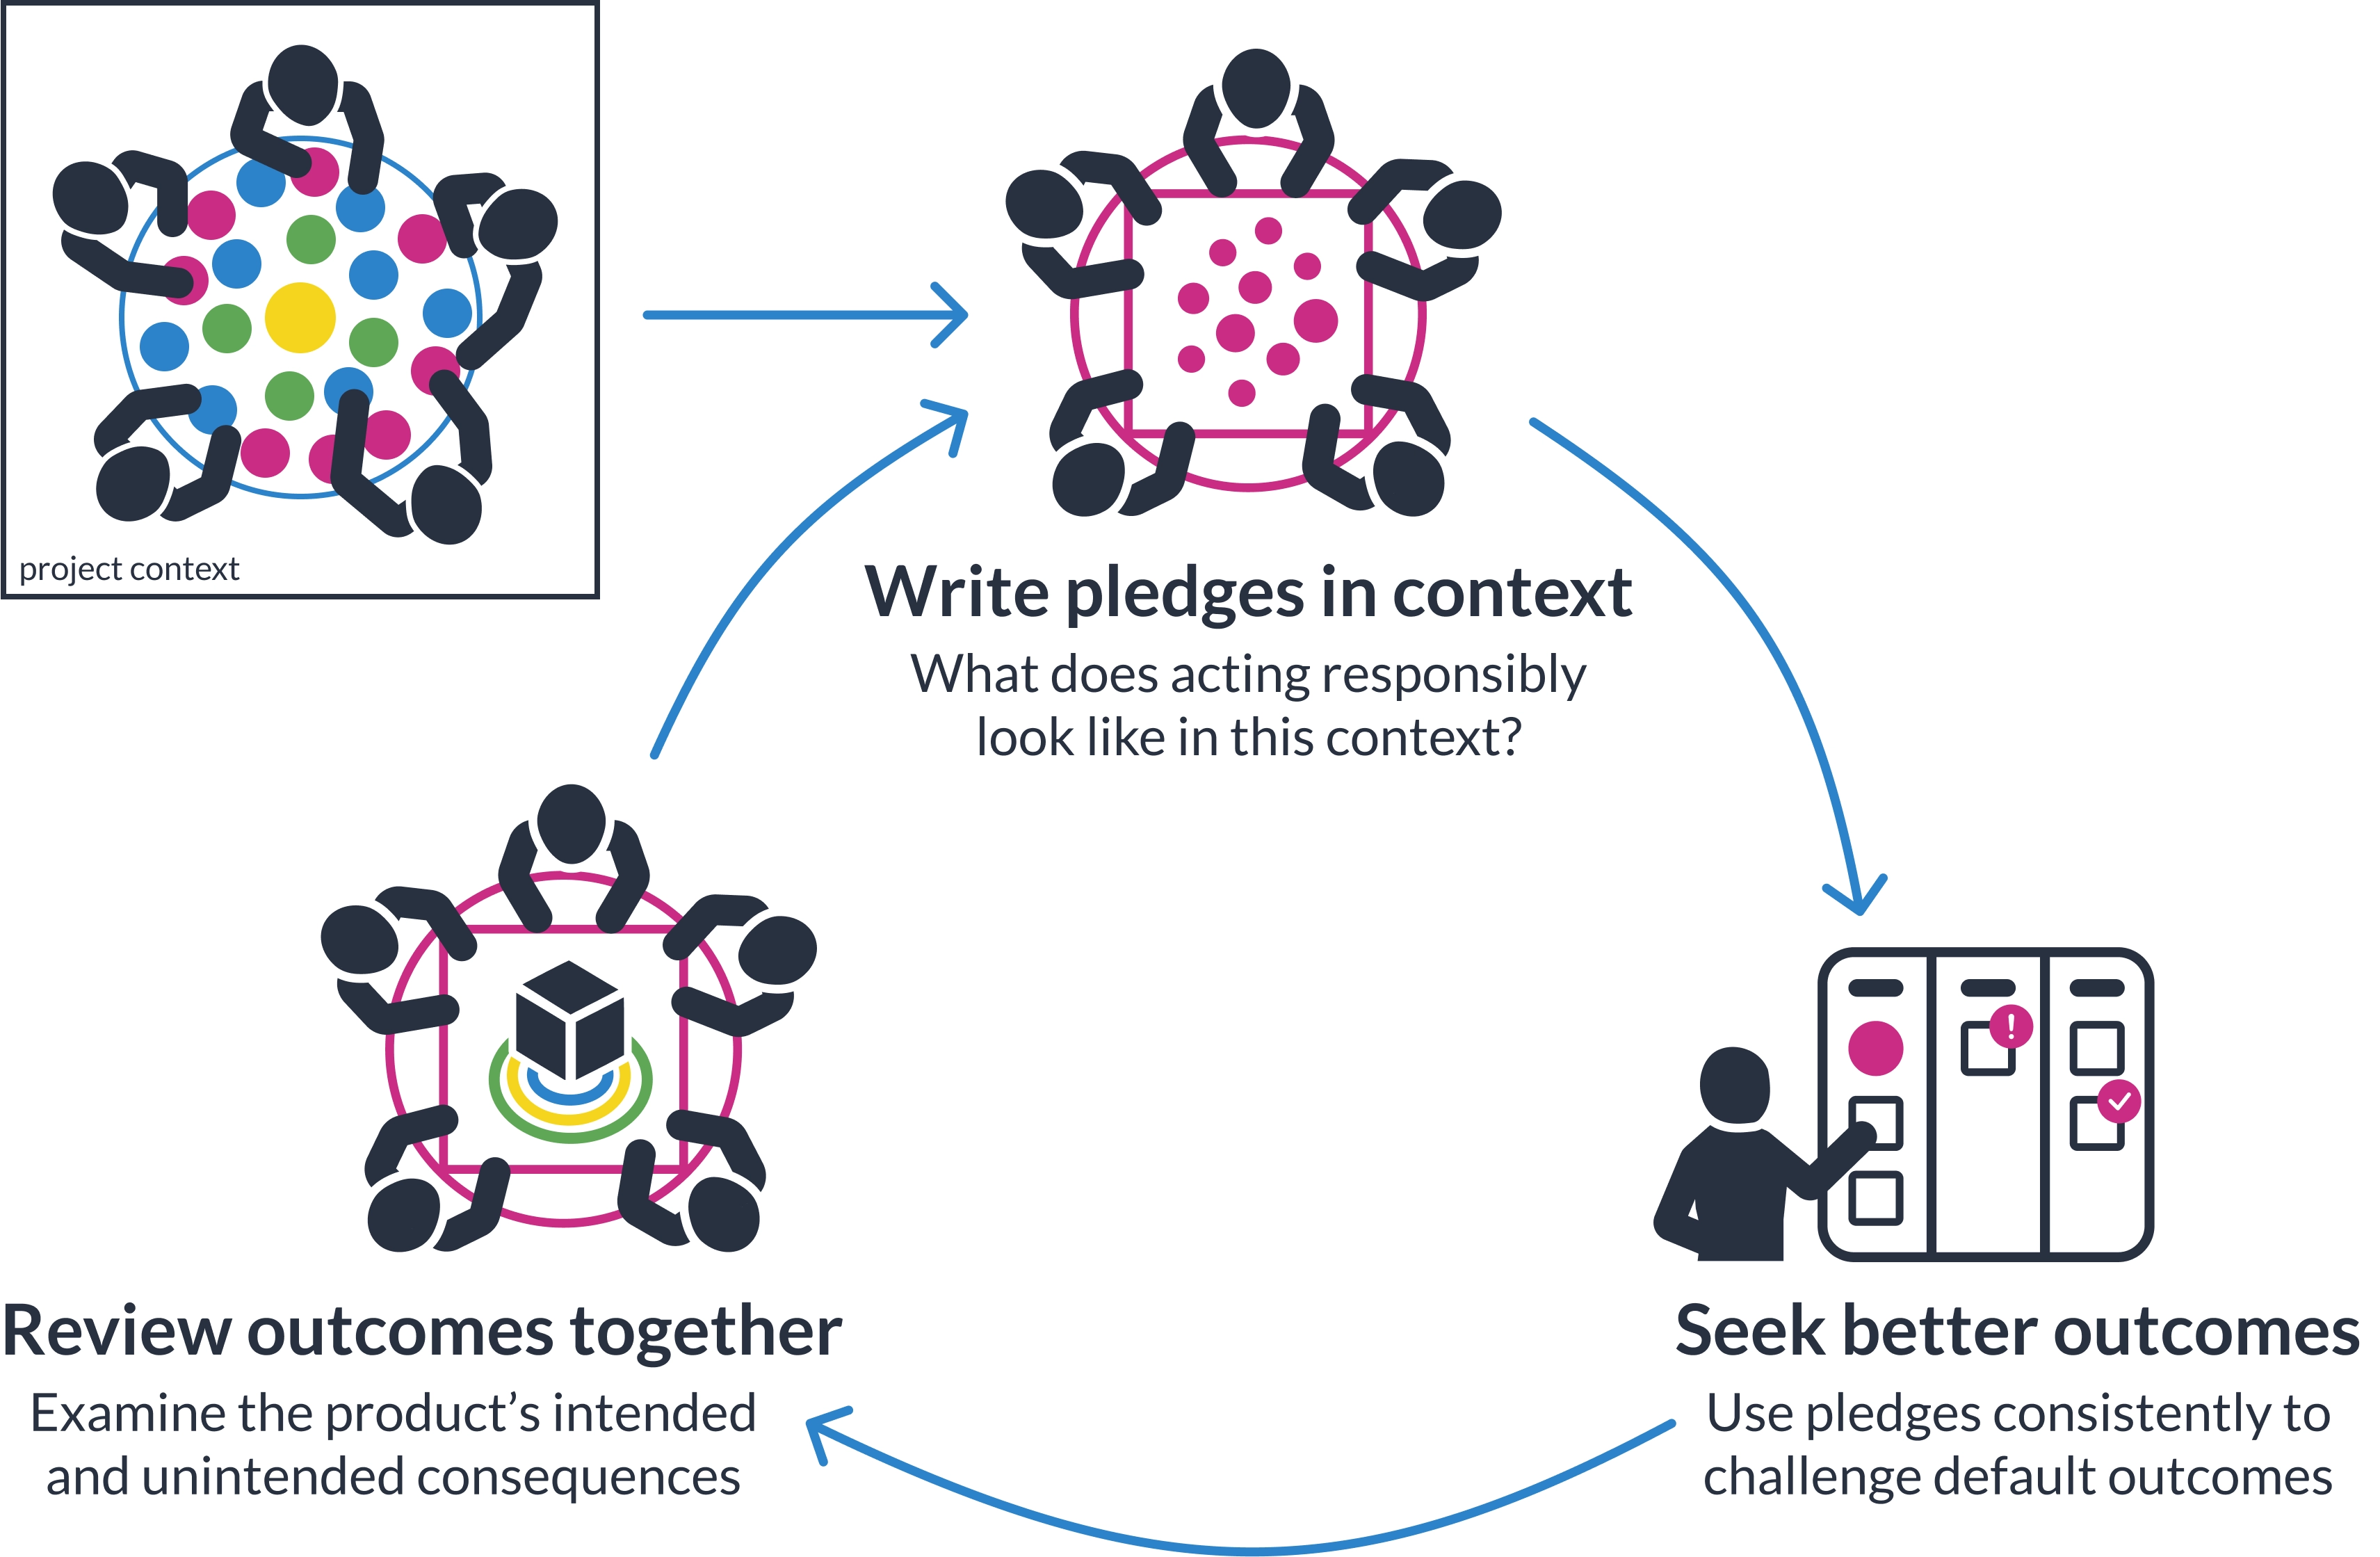 project context
Write pledges in context
What does acting responsibly
look like in this context?
Review outcomes together
Examine the product’s intended
and unintended consequences
Seek better outcomes
Use pledges consistently to
challenge default outcomes